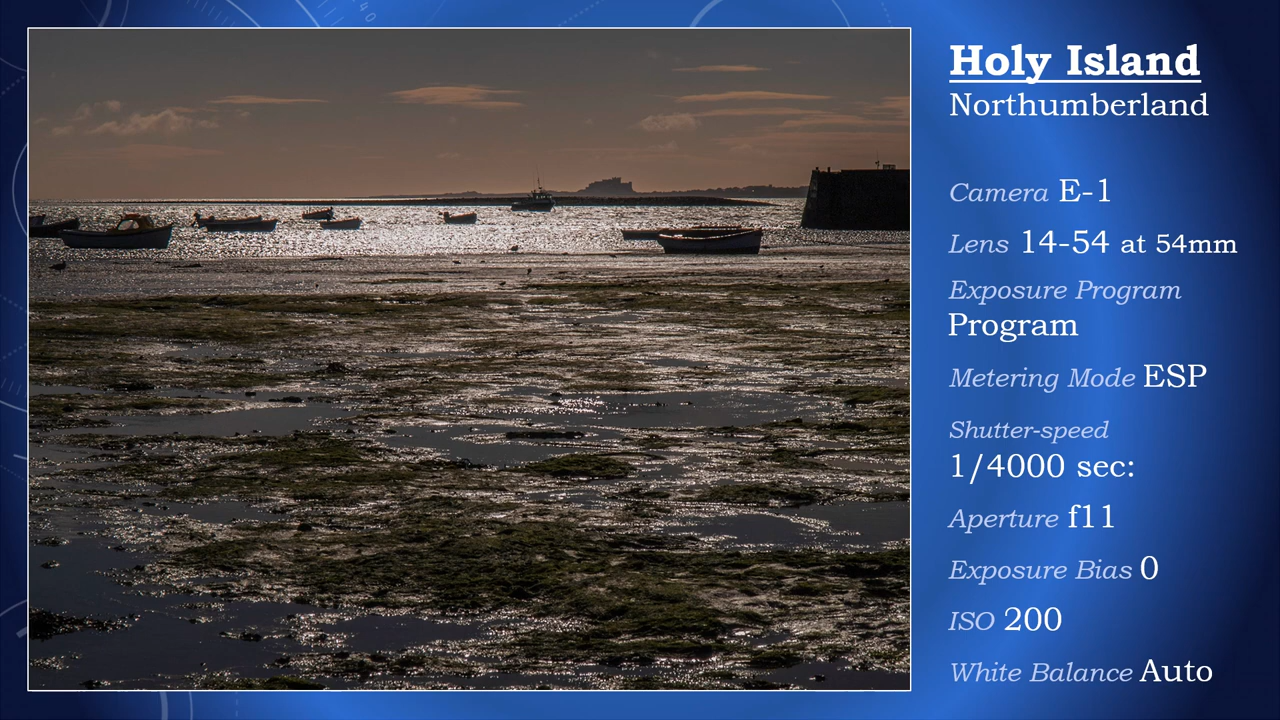 Holy Island
Northumberland
Camera E-1
Lens 14-54 at 54mm
Exposure Program
Program
Metering Mode ESP
Shutter-speed
1/4000 sec:
Aperture f11
Exposure Bias 0
ISO 200
White Balance Auto
40